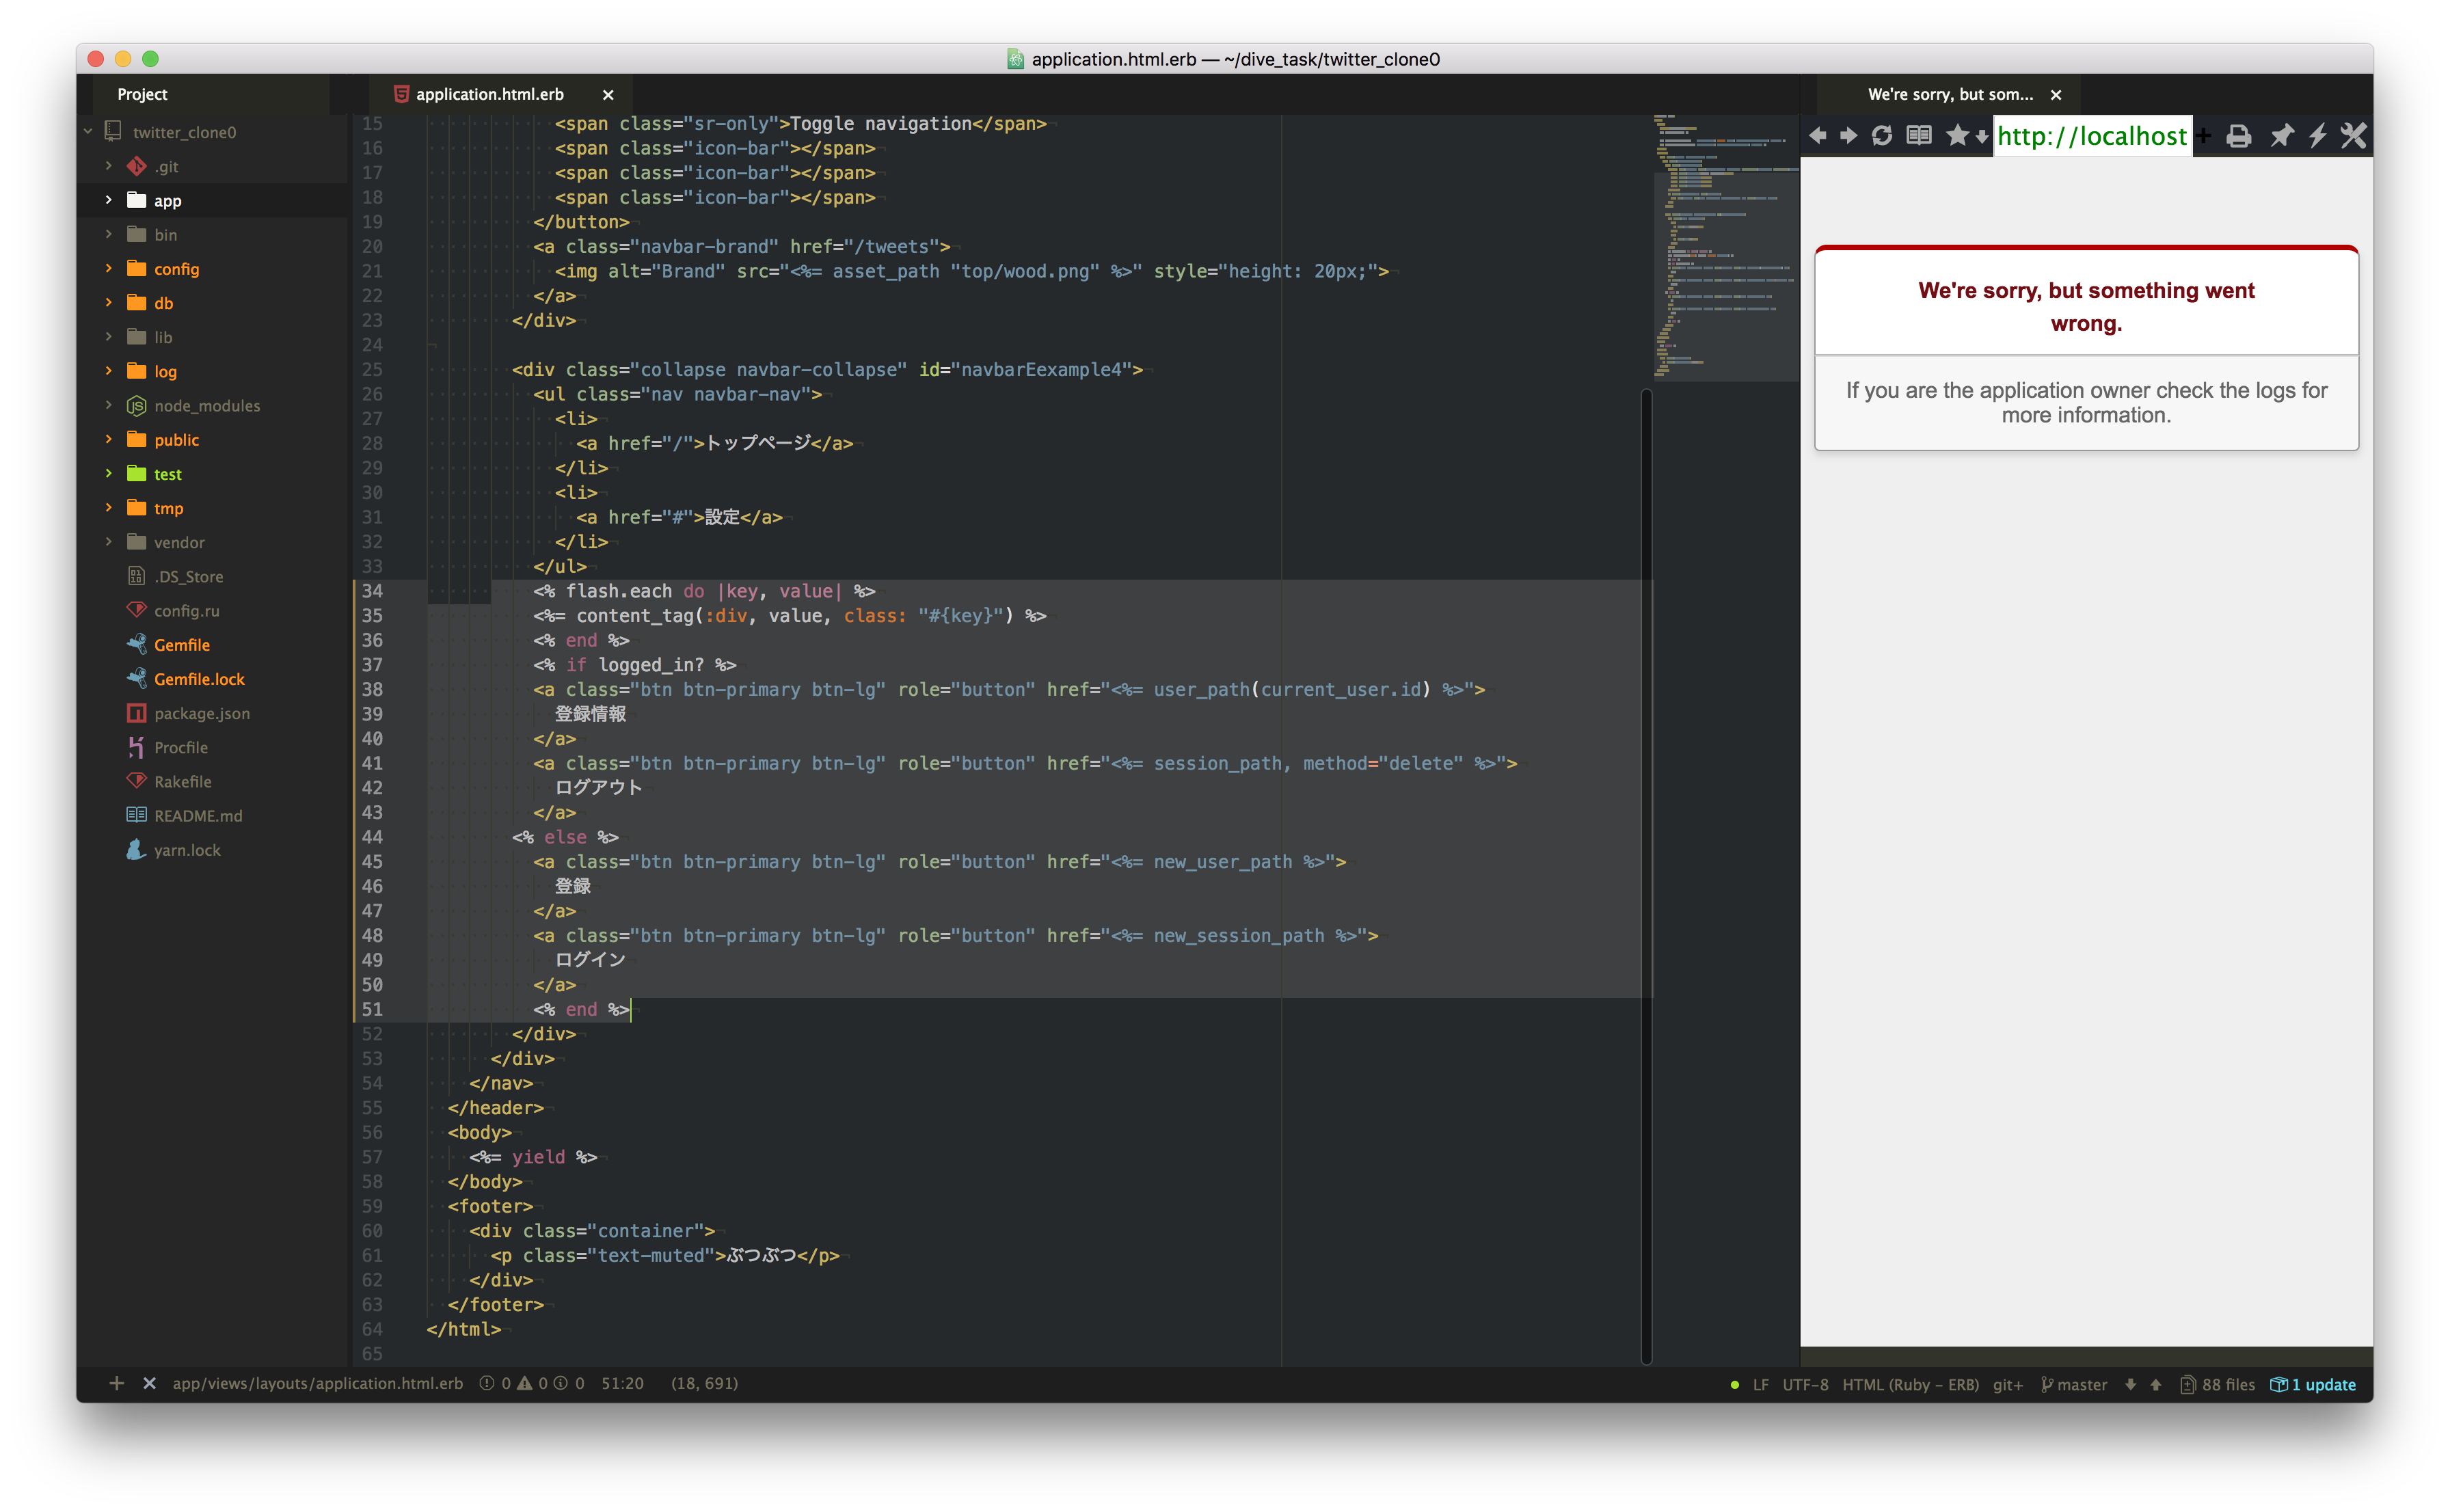 application.html.erb — ~/dive_task/twitter_clone0
Project
twitter_clone0
.git
app
bin
config
db
lib
log
node_modules
public
test
tmp
vendor
.DS_Store
config.ru
Gemfile
Gemfile.lock
package.json
Procfile
Rakefile
README.md
yarn.lock
application.html.erb
15 <span class="sr-only">Toggle navigation</span>
16 <span class="icon-bar"></span>
17 <span class="icon-bar"></span>
18 <span class="icon-bar"></span>
19 </button>
20 <a class="navbar-brand" href="/tweets">
21 <img alt="Brand" src="<%= asset_path "top/wood.png" %>" style="height: 20px;">
22 </a>
23 </div>
24
25 <div class="collapse navbar-collapse" id="navbarEexample4">
26 <ul class="nav navbar-nav">
27 <li>
28 <a href="/">トップページ</a>
29 </li>
30 <li>
31 <a href="#">設定</a>
32 </li>
33 </ul>
34 <% flash.each do |key, value| %>
35 <%= content_tag(:div, value, class: "#{key}") %>
36 <% end %>
37 <% if logged_in? %>
38 <a class="btn btn-primary btn-lg" role="button" href="<%= user_path(current_user.id) %>">
39 登録情報
40 </a>
41 <a class="btn btn-primary btn-lg" role="button" href="<%= session_path, method="delete" %>">
42 ログアウト
43 </a>
44 <% else %>
45 <a class="btn btn-primary btn-lg" role="button" href="<%= new_user_path %>">
46 登録
47 </a>
48 <a class="btn btn-primary btn-lg" role="button" href="<%= new_session_path %>">
49 ログイン
50 </a>
51 <% end %>
52 </div>
53 </div>
54 </nav>
55 </header>
56 <body>
57 <%= yield %>
58 </body>
59 <footer>
60 <div class="container">
61 <p class="text-muted">ぶつぶつ</p>
62 </div>
63 </footer>
64 </html>
65
We're sorry, but som...
http://localhost
We're sorry, but something went
wrong.
If you are the application owner check the logs for
more information.
app/views/layouts/application.html.erb 0 0 0 51:20 (18, 691)
LF UTF-8 HTML (Ruby - ERB) git+ master 88 files 1 update